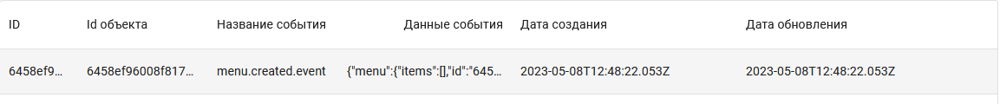 ID Id объекта Название события Данные события Дата создания Дата обновления
6458ef9... 6458ef96008f817... menu.created.event {"menu":{"items":[],"id":"645... 2023-05-08T12:48:22.053Z 2023-05-08T12:48:22.053Z